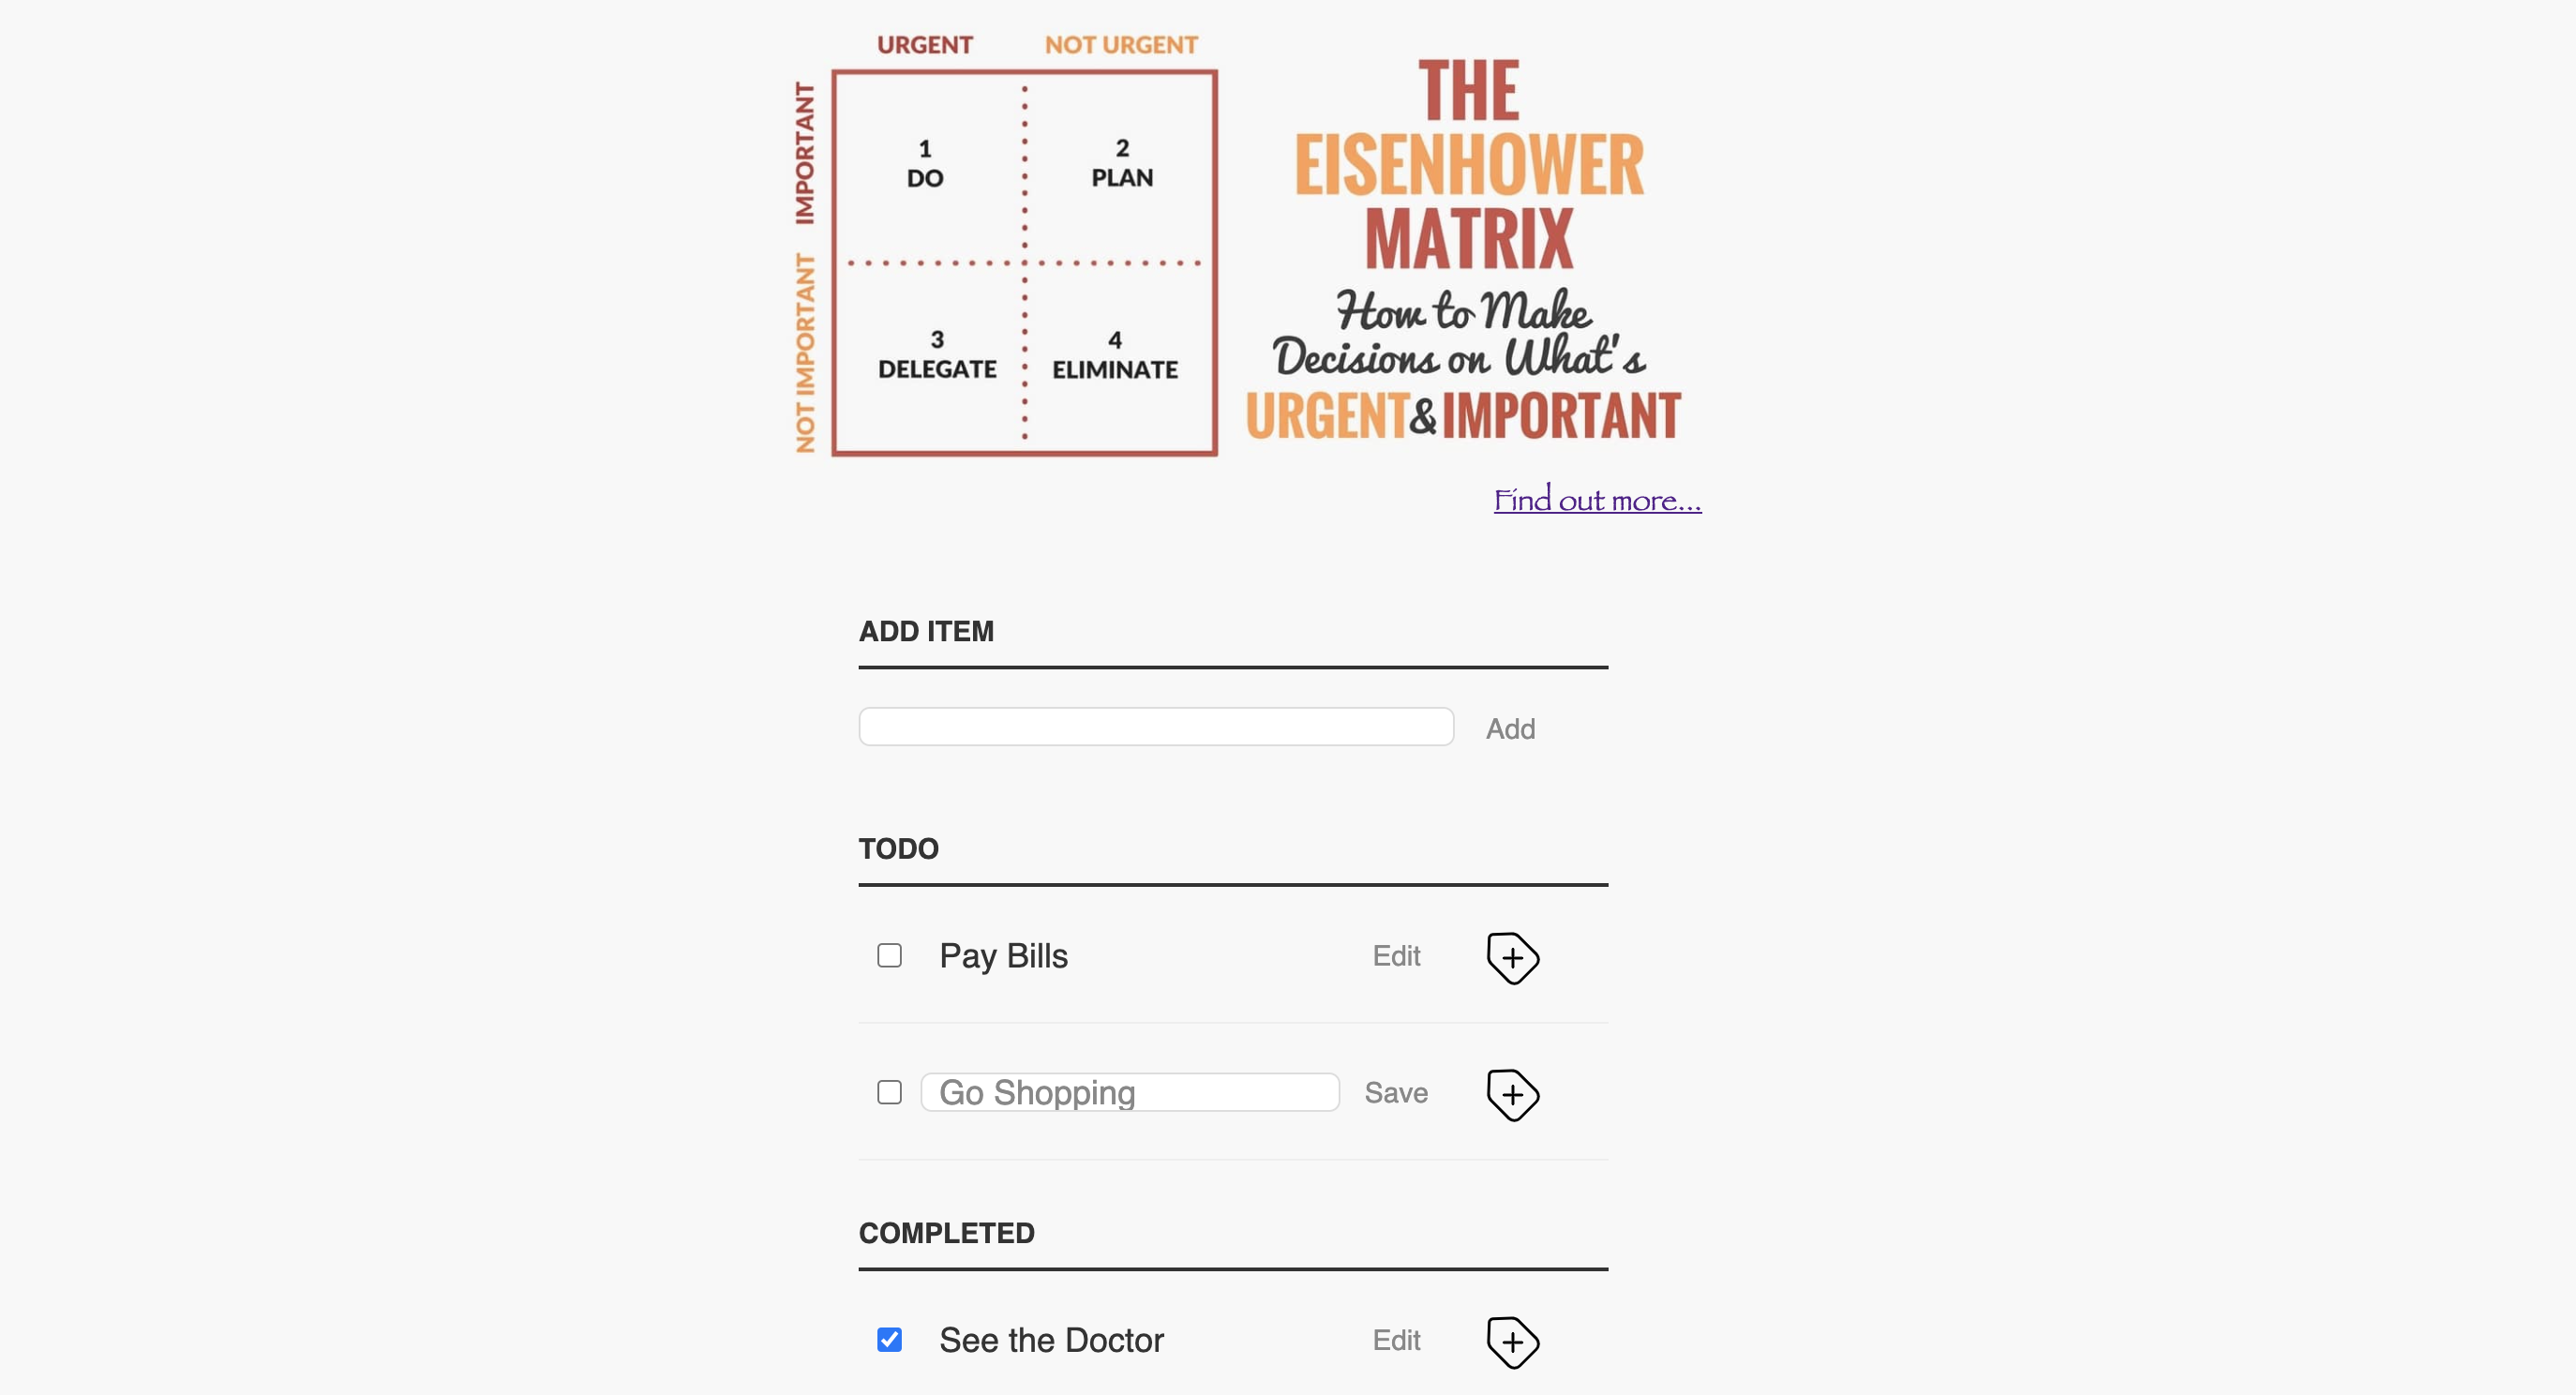 URGENT NOT URGENT
IMPORTANT
NOT IMPORTANT
1
DO
2
PLAN
3
DELEGATE
4
ELIMINATE
THE
EISENHOWER
MATRIX
How to Make
Decisions on What's
URGENT&IMPORTANT
Find out more...
ADD ITEM
Add
TODO
Pay Bills Edit
Go Shopping Save
COMPLETED
See the Doctor Edit